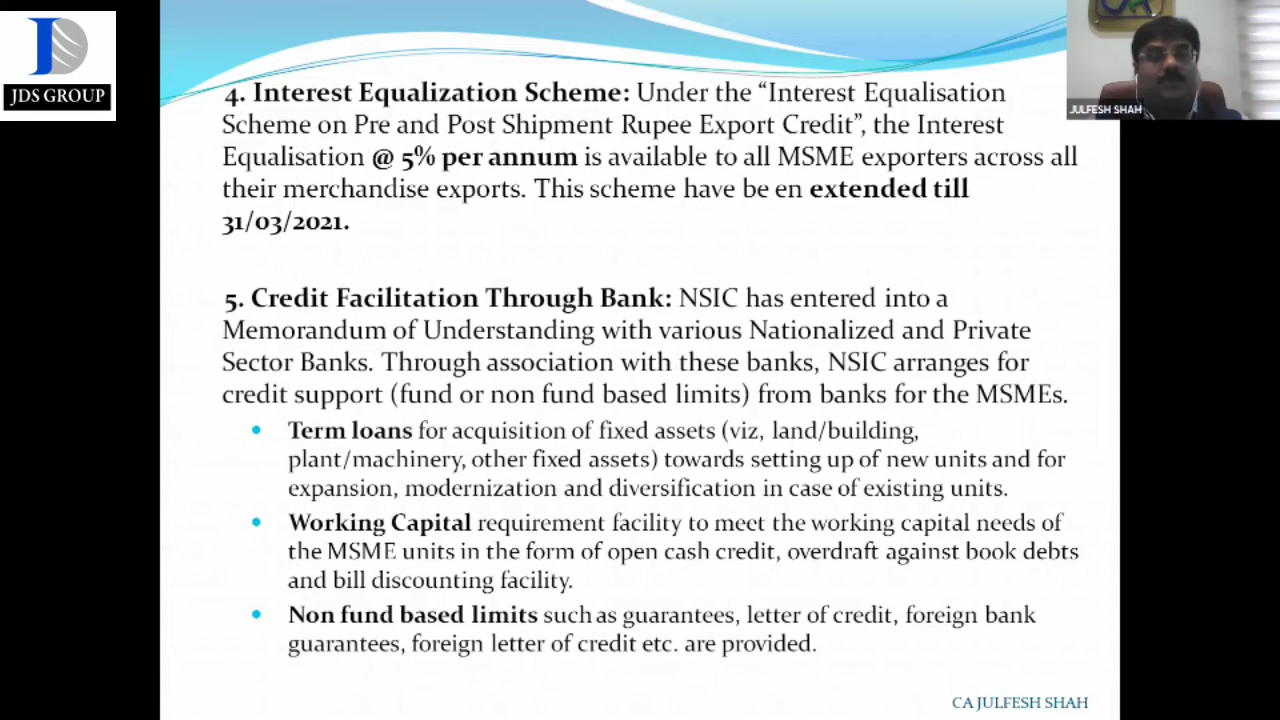 JDS GROUP
JULFESH SHAH
4. Interest Equalization Scheme: Under the “Interest Equalisation
Scheme on Pre and Post Shipment Rupee Export Credit”, the Interest
Equalisation @ 5% per annum is available to all MSME exporters across all
their merchandise exports. This scheme have be en extended till
31/03/2021.
5. Credit Facilitation Through Bank: NSIC has entered into a
Memorandum of Understanding with various Nationalized and Private
Sector Banks. Through association with these banks, NSIC arranges for
credit support (fund or non fund based limits) from banks for the MSMEs.
• Term loans for acquisition of fixed assets (viz, land/building,
plant/machinery, other fixed assets) towards setting up of new units and for
expansion, modernization and diversification in case of existing units.
• Working Capital requirement facility to meet the working capital needs of
the MSME units in the form of open cash credit, overdraft against book debts
and bill discounting facility.
• Non fund based limits such as guarantees, letter of credit, foreign bank
guarantees, foreign letter of credit etc. are provided.
CA JULFESH SHAH